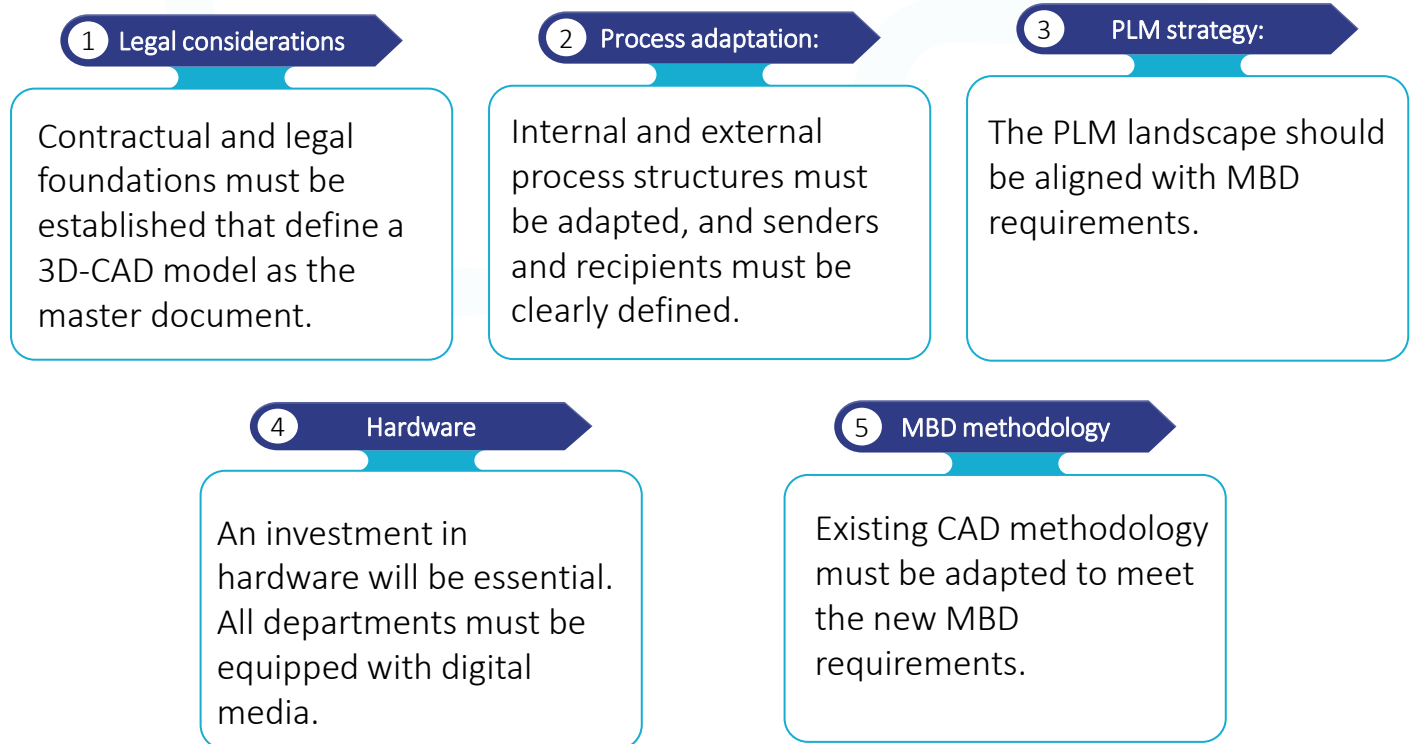 1 Legal considerations
Contractual and legal
foundations must be
established that define a
3D-CAD model as the
master document.
2 Process adaptation:
Internal and external
process structures must
be adapted, and senders
and recipients must be
clearly defined.
3 PLM strategy:
The PLM landscape should
be aligned with MBD
requirements.
4 Hardware
An investment in
hardware will be essential.
All departments must be
equipped with digital
media.
5 MBD methodology
Existing CAD methodology
must be adapted to meet
the new MBD
requirements.